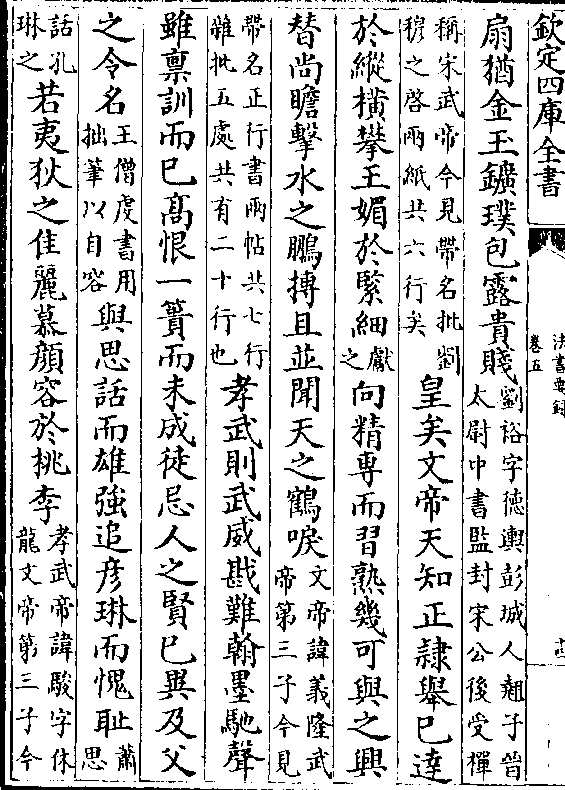 欽定四庫全書
法書要録
卷五
扇猶金玉鑛璞包露貴賤劉裕字德輿彭城人翹子晉太尉中書監封宋公後受禪
稱宋武帝今見帶名批劉穆之啓兩紙共六行矣皇矣文帝天知正隷舉已達
於縱横攀王媚於緊細獻之向精專而習熟幾可與之興
替尚瞻擊水之鵬搏且並聞天之鶴唳文帝諱義隆武帝第三子今見
帶名正行書兩帖共七行雜批五處共有二十行也孝武則武威戡難翰墨馳聲
雖禀訓而已髙恨一簣而未成徒忌人之賢已異及父
之令名王僧虔書用拙筆以自容與思話而雄強追彦琳而愧耻蕭思
話孔琳之若夷狄之佳麗慕顔容於桃李孝武帝諱駿字休龍文帝第三子今